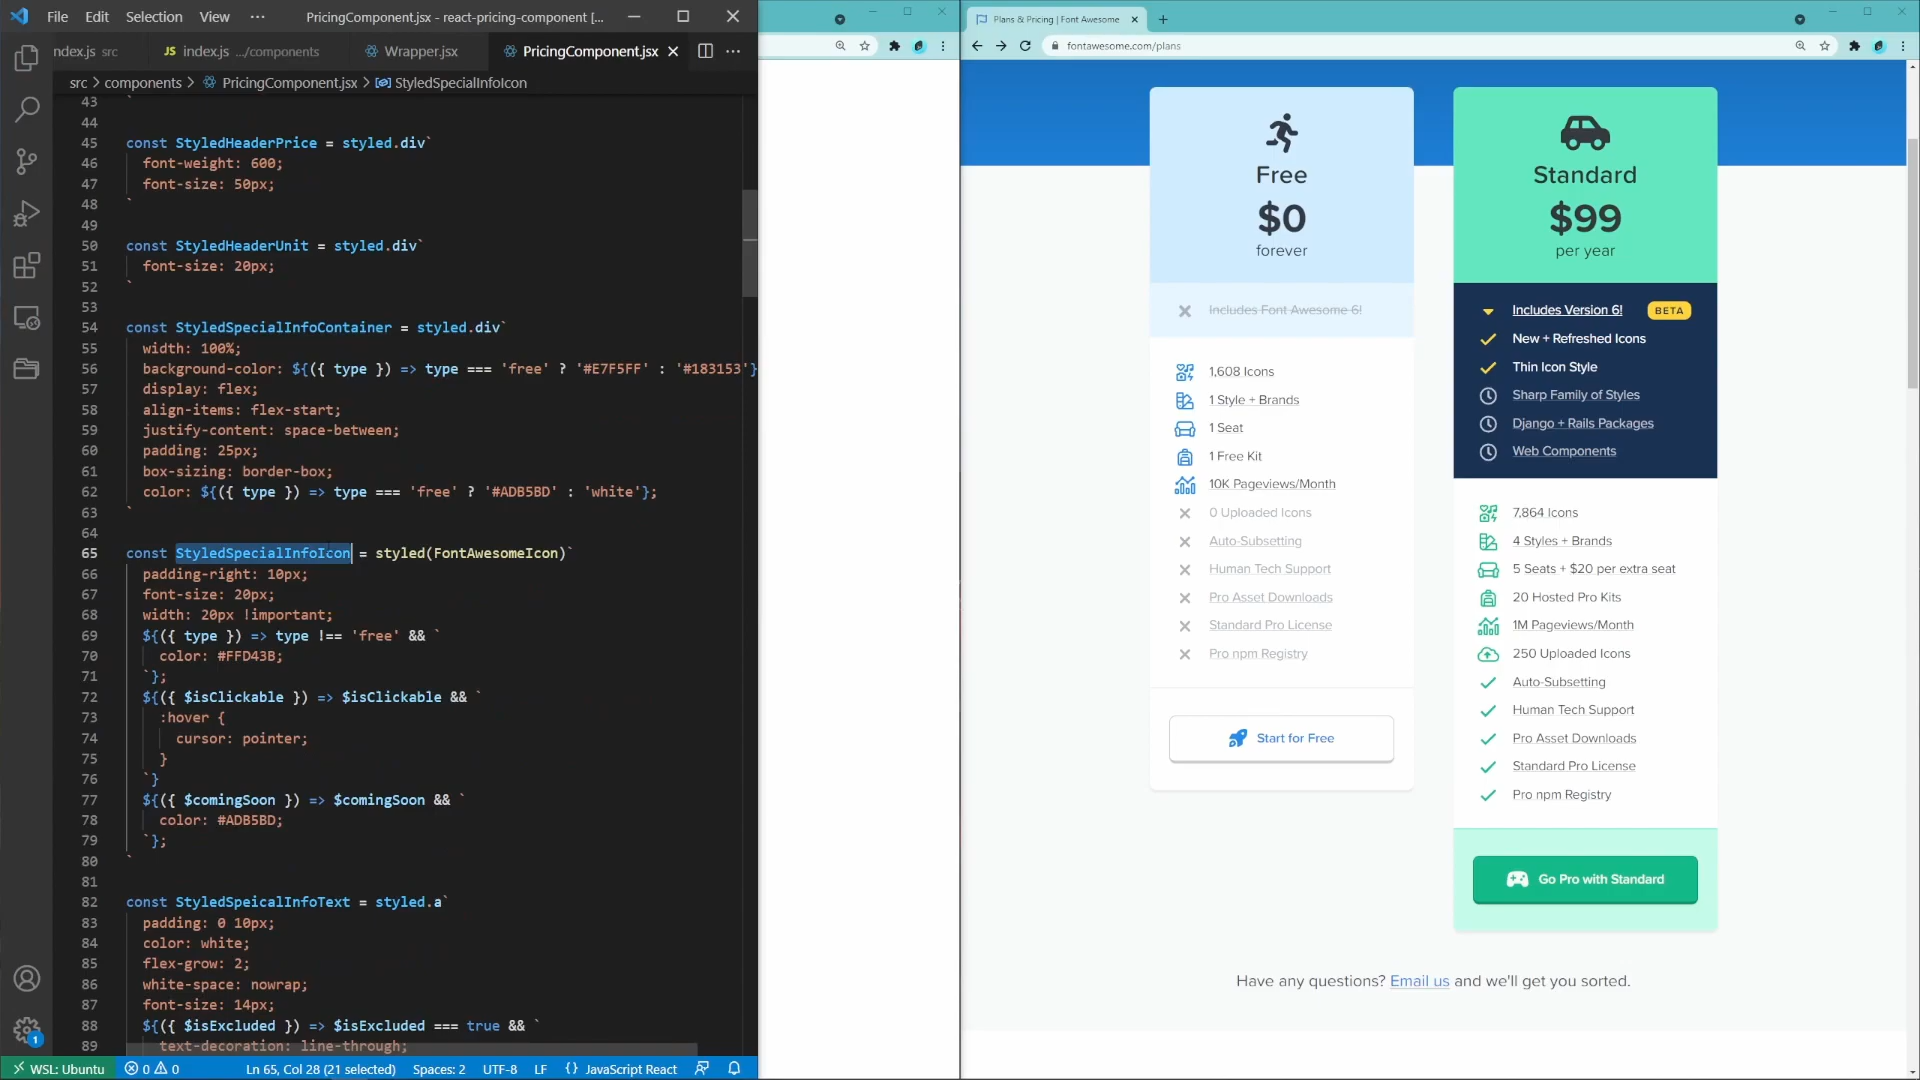 File Edit Selection View ··· PricingComponent.jsx - react-pricing-component [...
ndex.js src JS index.js .../components Wrapper.jsx PricingComponent.jsx
src > components > PricingComponent.jsx > StyledSpecialInfoIcon
43 `
44
45 const StyledHeaderPrice = styled.div`
46 font-weight: 600;
47 font-size: 50px;
48 `
49
50 const StyledHeaderUnit = styled.div`
51 font-size: 20px;
52 `
53
54 const StyledSpecialInfoContainer = styled.div`
55 width: 100%;
56 background-color: ${({ type }) => type === 'free' ? '#E7F5FF' : '#183153'}
57 display: flex;
58 align-items: flex-start;
59 justify-content: space-between;
60 padding: 25px;
61 box-sizing: border-box;
62 color: ${({ type }) => type === 'free' ? '#ADB5BD' : 'white'};
63 `
64
65 const StyledSpecialInfoIcon = styled(FontAwesomeIcon)`
66 padding-right: 10px;
67 font-size: 20px;
68 width: 20px !important;
69 ${({ type }) => type !== 'free' && `
70 color: #FFD43B;
71 `};
72 ${({ $isClickable }) => $isClickable && `
73 :hover {
74 cursor: pointer;
75 }
76 `}
77 ${({ $comingSoon }) => $comingSoon && `
78 color: #ADB5BD;
79 `};
80 `
81
82 const StyledSpeicalInfoText = styled.a`
83 padding: 0 10px;
84 color: white;
85 flex-grow: 2;
86 white-space: nowrap;
87 font-size: 14px;
88 ${({ $isExcluded }) => $isExcluded === true && `
89 text-decoration: line-through;
1
WSL: Ubuntu 0 0 Ln 65, Col 28 (21 selected) Spaces: 2 UTF-8 LF {} JavaScript React
Plans & Pricing | Font Awesome
fontawesome.com/plans
Free
$0
forever
Includes Font Awesome 6!
1,608 Icons
1 Style + Brands
1 Seat
1 Free Kit
10K Pageviews/Month
0 Uploaded Icons
Auto-Subsetting
Human Tech Support
Pro Asset Downloads
Standard Pro License
Pro npm Registry
Start for Free
Standard
$99
per year
Includes Version 6! BETA
New + Refreshed Icons
Thin Icon Style
Sharp Family of Styles
Django + Rails Packages
Web Components
7,864 Icons
4 Styles + Brands
5 Seats + $20 per extra seat
20 Hosted Pro Kits
1M Pageviews/Month
250 Uploaded Icons
Auto-Subsetting
Human Tech Support
Pro Asset Downloads
Standard Pro License
Pro npm Registry
Go Pro with Standard
Have any questions? Email us and we'll get you sorted.